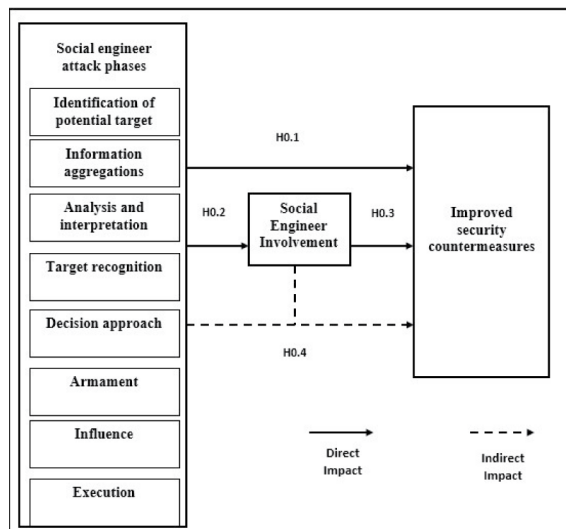 Social engineer
attack phases
Identification of
potential target
Information
aggregations
Analysis and
interpretation
Target recognition
Decision approach
Armament
Influence
Execution
H0.1
H0.2
Social
Engineer
Involvement
H0.3
H0.4
Improved
security
countermeasures
Direct
Impact
Indirect
Impact